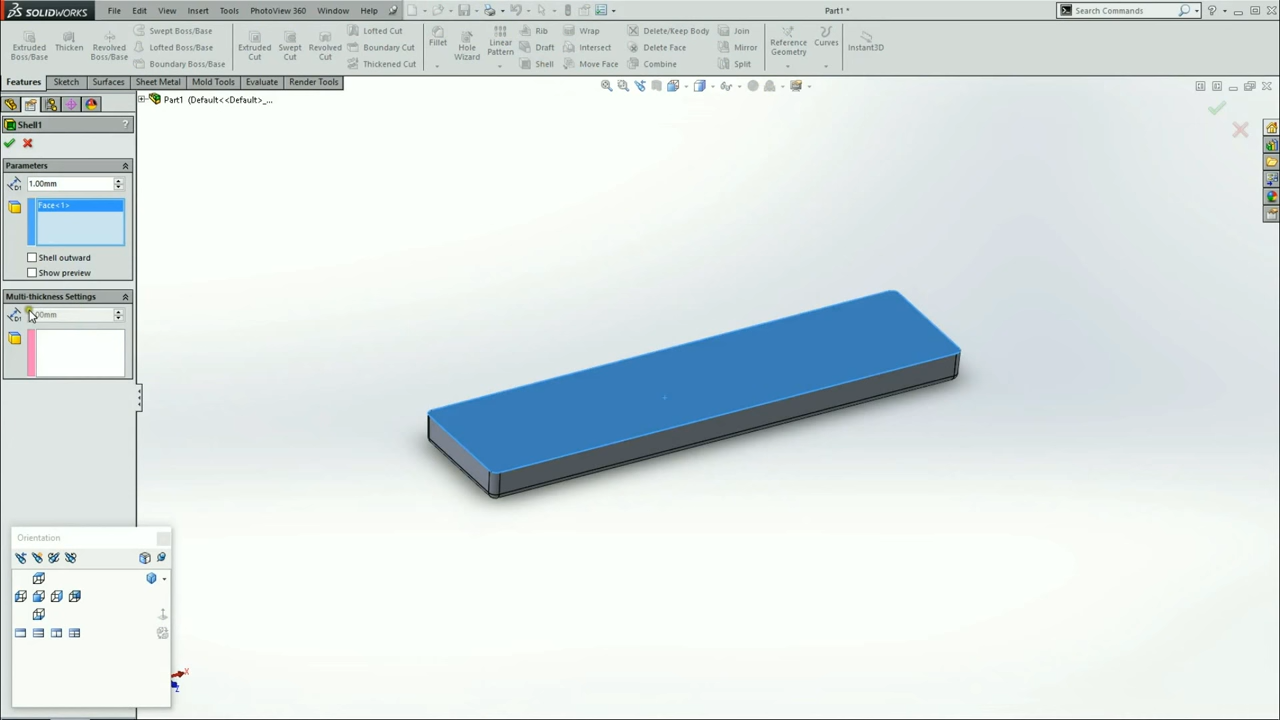 SOLIDWORKS
File Edit View Insert Tools PhotoView 360 Window Help
Part1 *
Search Commands
Extruded Boss/Base
Thicken
Revolved Boss/Base
Swept Boss/Base
Lofted Boss/Base
Boundary Boss/Base
Extruded Cut
Swept Cut
Revolved Cut
Lofted Cut
Boundary Cut
Thickened Cut
Fillet
Hole Wizard
Linear Pattern
Rib
Draft
Shell
Wrap
Intersect
Move Face
Delete/Keep Body
Delete Face
Combine
Join
Mirror
Split
Reference Geometry
Curves
Instant3D
Features Sketch Surfaces Sheet Metal Mold Tools Evaluate Render Tools
Part1 (Default<<Default>_...
Shell1 ?
Parameters
D1 1.00mm
Face<1>
Shell outward
Show preview
Multi-thickness Settings
D1 00mm
Orientation
X
Z